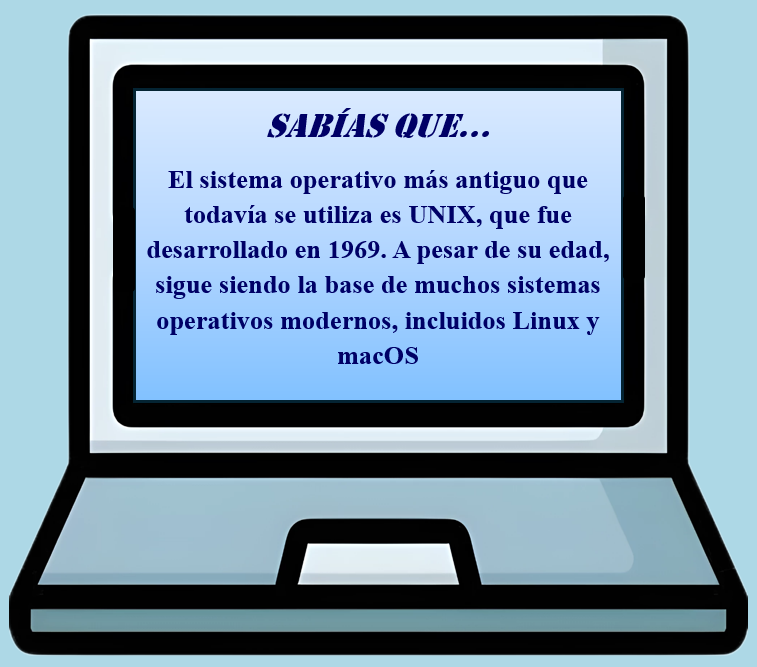 SABÍAS QUE...
El sistema operativo más antiguo que
todavía se utiliza es UNIX, que fue
desarrollado en 1969. A pesar de su edad,
sigue siendo la base de muchos sistemas
operativos modernos, incluidos Linux y
macOS